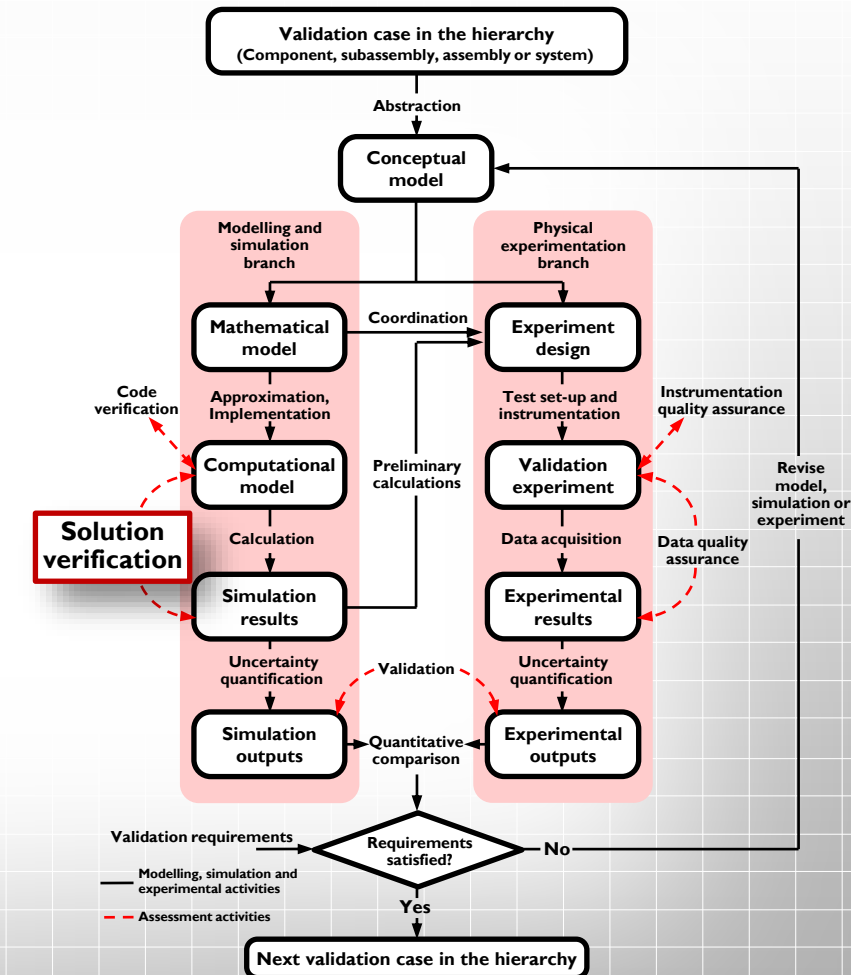 Validation case in the hierarchy
(Component, subassembly, assembly or system)
Abstraction
Conceptual
model
Modelling and
simulation
branch
Physical
experimentation
branch
Mathematical
model
Coordination
Experiment
design
Code
verification
Approximation,
Implementation
Test set-up and
instrumentation
Instrumentation
quality assurance
Computational
model
Preliminary
calculations
Validation
experiment
Revise
model,
simulation or
experiment
Solution
verification
Calculation
Data acquisition
Data quality
assurance
Simulation
results
Experimental
results
Uncertainty
quantification
Validation
Uncertainty
quantification
Simulation
outputs
Quantitative
comparison
Experimental
outputs
Validation requirements
Requirements
satisfied?
No
Modelling, simulation and
experimental activities
Assessment activities
Yes
Next validation case in the hierarchy